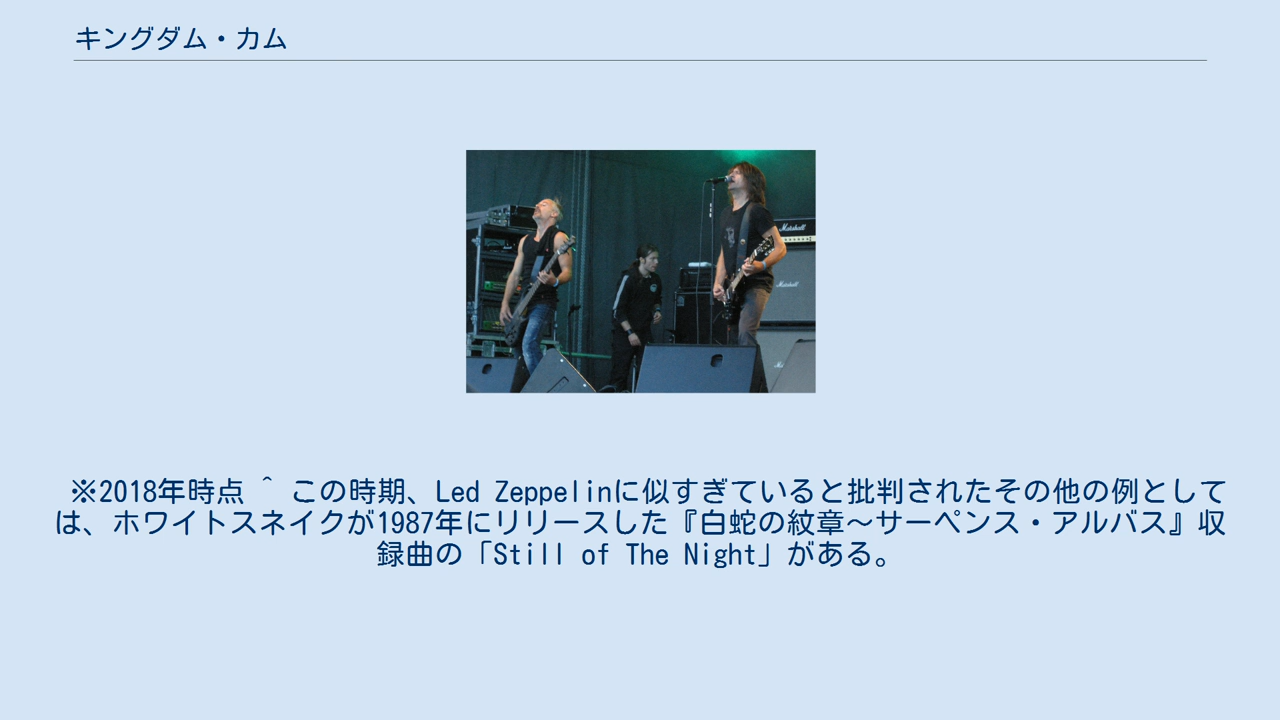 キングダム・カム
Marshall
Marshall
※2018年時点 ^ この時期、Led Zeppelinに似すぎていると批判されたその他の例として
は、ホワイトスネイクが1987年にリリースした『白蛇の紋章〜サーペンス・アルバス』収
録曲の「Still of The Night」がある。